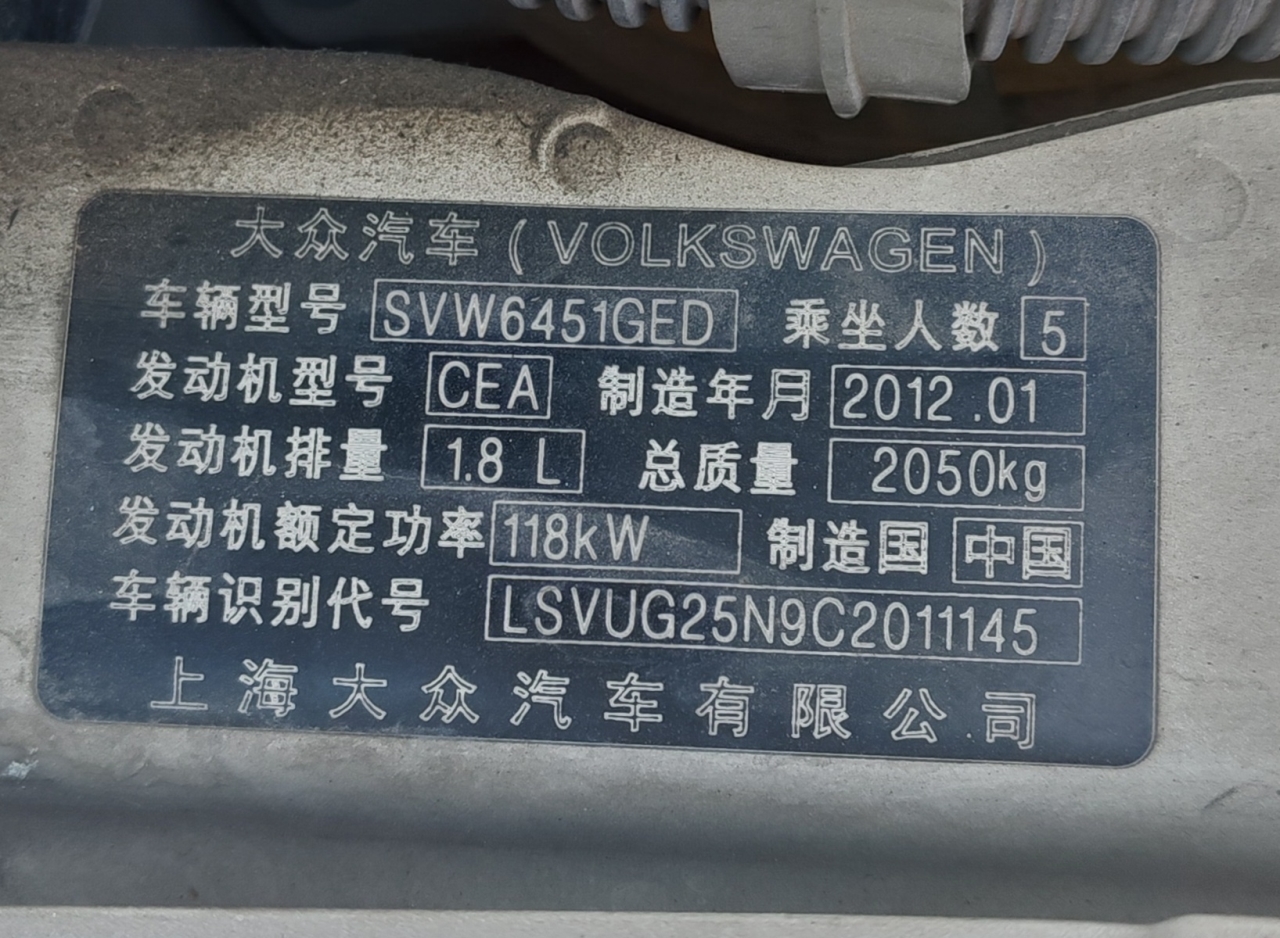 大众汽车(VOLKSWAGEN)
车辆型号 SVW6451GED 乘坐人数 5
发动机型号 CEA 制造年月 2012.01
发动机排量 1.8 L 总质量 2050kg
发动机额定功率 118kW 制造国 中国
车辆识别代号 LSVUG25N9C2011145
上海大众汽车有限公司